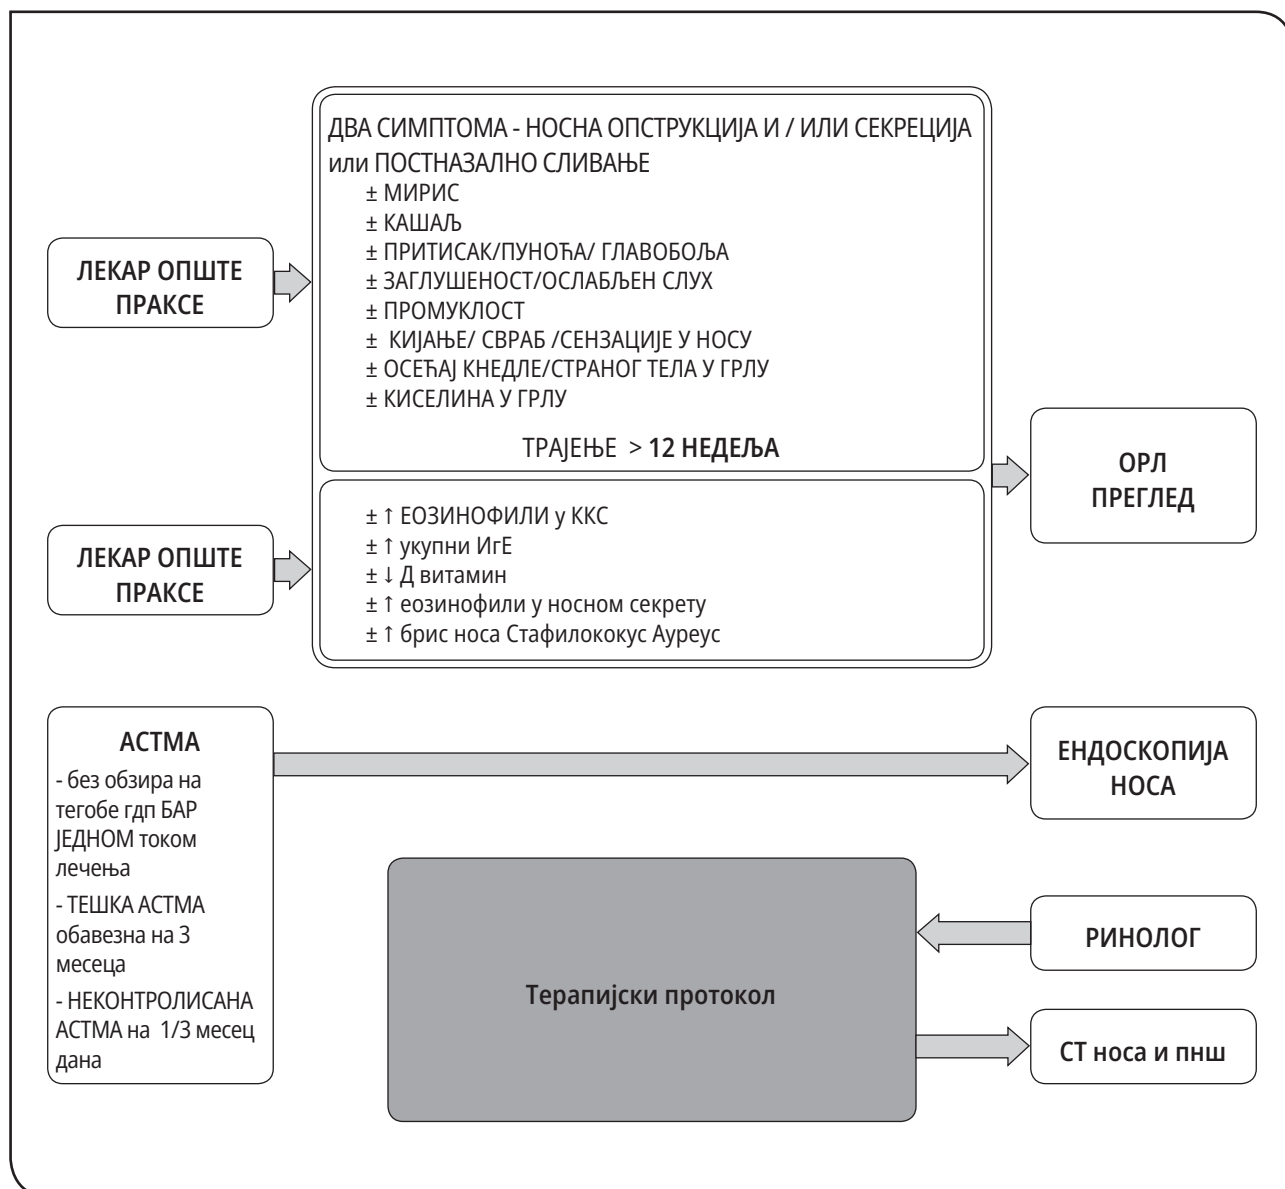 ДВА СИМПТОМА - НОСНА ОПСТРУКЦИЈА И / ИЛИ СЕКРЕЦИЈА
или ПОСТНАЗАЛНО СЛИВАЊЕ
± МИРИС
± КАШАЉ
± ПРИТИСАК/ПУНОЋА/ ГЛАВОБОЉА
± ЗАГЛУШЕНОСТ/ОСЛАБЉЕН СЛУХ
± ПРОМУКЛОСТ
± КИЈАЊЕ/ СВРАБ /СЕНЗАЦИЈЕ У НОСУ
± ОСЕЋАЈ КНЕДЛЕ/СТРАНОГ ТЕЛА У ГРЛУ
± КИСЕЛИНА У ГРЛУ
ТРАЈЕЊЕ > 12 НЕДЕЉА
ЛЕКАР ОПШТЕ
ПРАКСЕ
ОРЛ
ПРЕГЛЕД
ЛЕКАР ОПШТЕ
ПРАКСЕ
± ↑ ЕОЗИНОФИЛИ у ККС
± ↑ укупни ИгЕ
± ↓ Д витамин
± ↑ еозинофили у носном секрету
± ↑ брис носа Стафилококус Ауреус
АСТМА
- без обзира на
тегобе гдп БАР
ЈЕДНОМ током
лечења
- ТЕШКА АСТМА
обавезна на 3
месеца
- НЕКОНТРОЛИСАНА
АСТМА на 1/3 месец
дана
ЕНДОСКОПИЈА
НОСА
Терапијски протокол
РИНОЛОГ
СТ носа и пнш